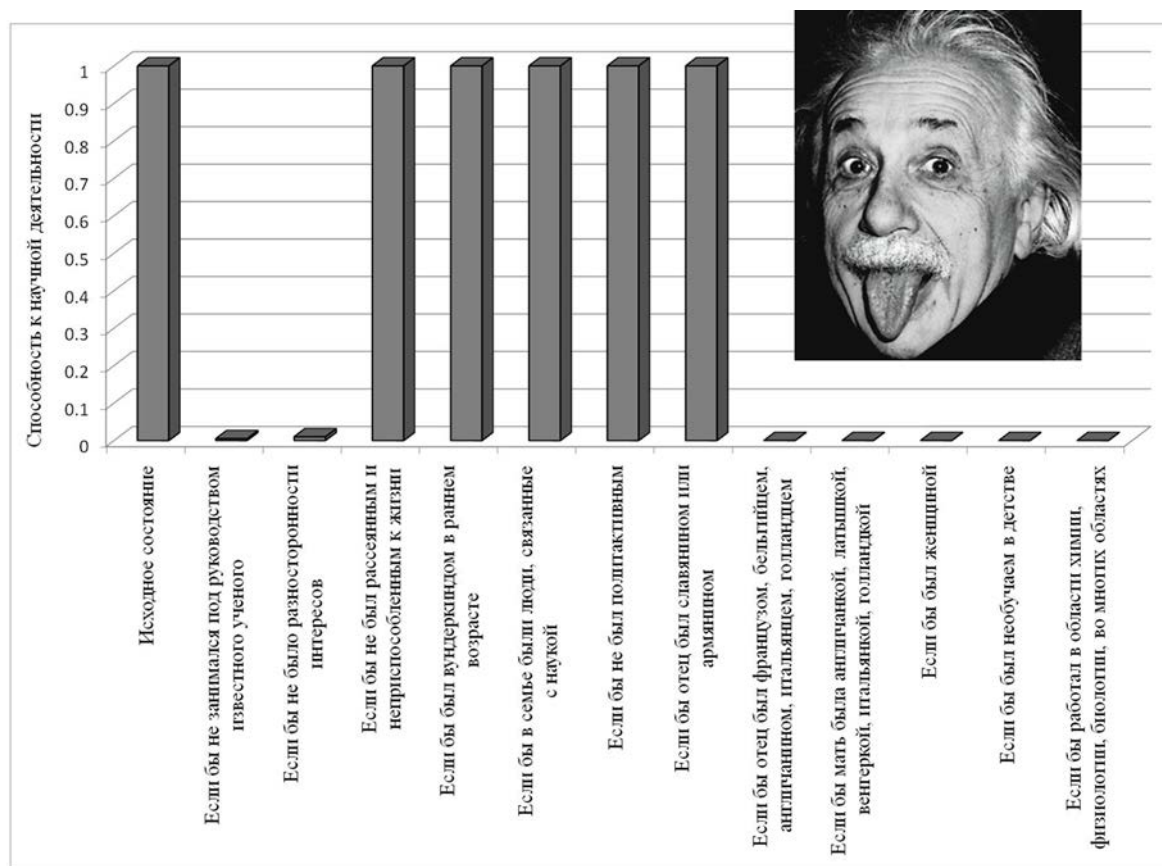 Способность к научной деятельности
1
0.9
0.8
0.7
0.6
0.5
0.4
0.3
0.2
0.1
0
Исходное состояние
Если бы не занимался под руководством
известного ученого
Если бы не было разносторонности
интересов
Если бы не был рассеянным и
неприспособленным к жизни
Если бы был вундеркиндом в раннем
возрасте
Если бы в семье были люди, связанные
с наукой
Если бы не был политактивным
Если бы отец был славянином или
армянином
Если бы отец был французом, бельгийцем,
англичанином, итальянцем, голландцем
Если бы мать была англичанкой, латышкой,
венгеркой, итальянкой, голландкой
Если бы был женщиной
Если бы был необучаем в детстве
Если бы работал в области химии,
физиологии, биологии, во многих областях